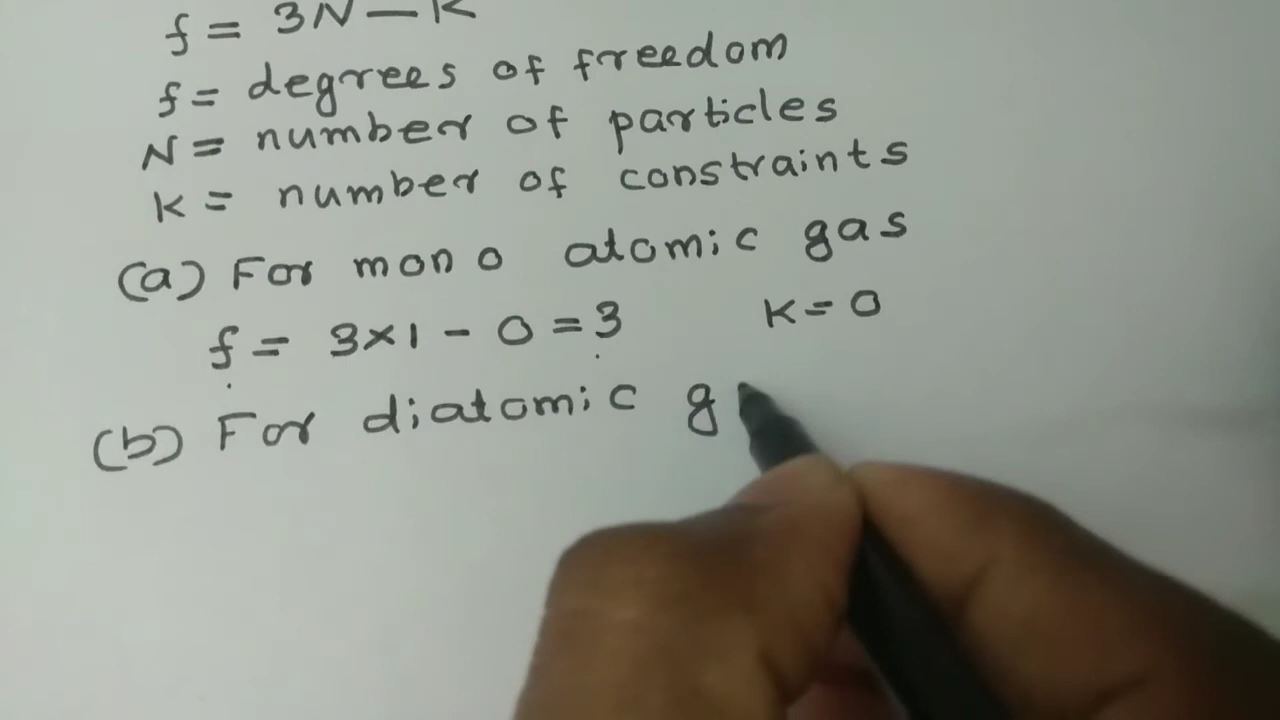 f = 3N - K
f = degrees of freedom
N = number of particles
K = number of constraints
(a) For mono atomic gas
f = 3×1 - 0 = 3 K = 0
(b) For diatomic g